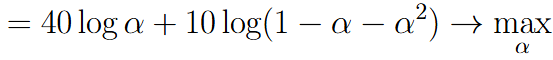 = 40 log α + 10 log(1 − α − α²) → max
α